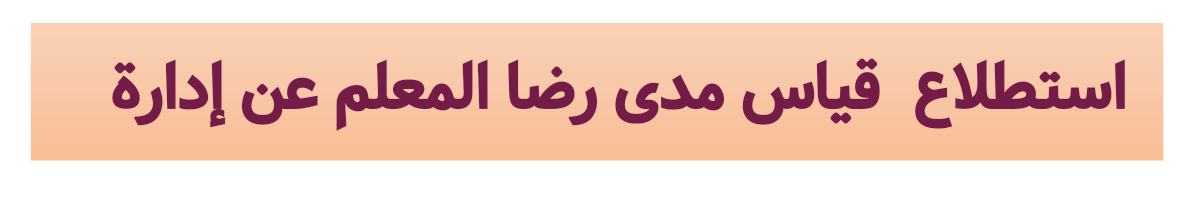 استطلاع قياس مدى رضا المعلم عن إدارة